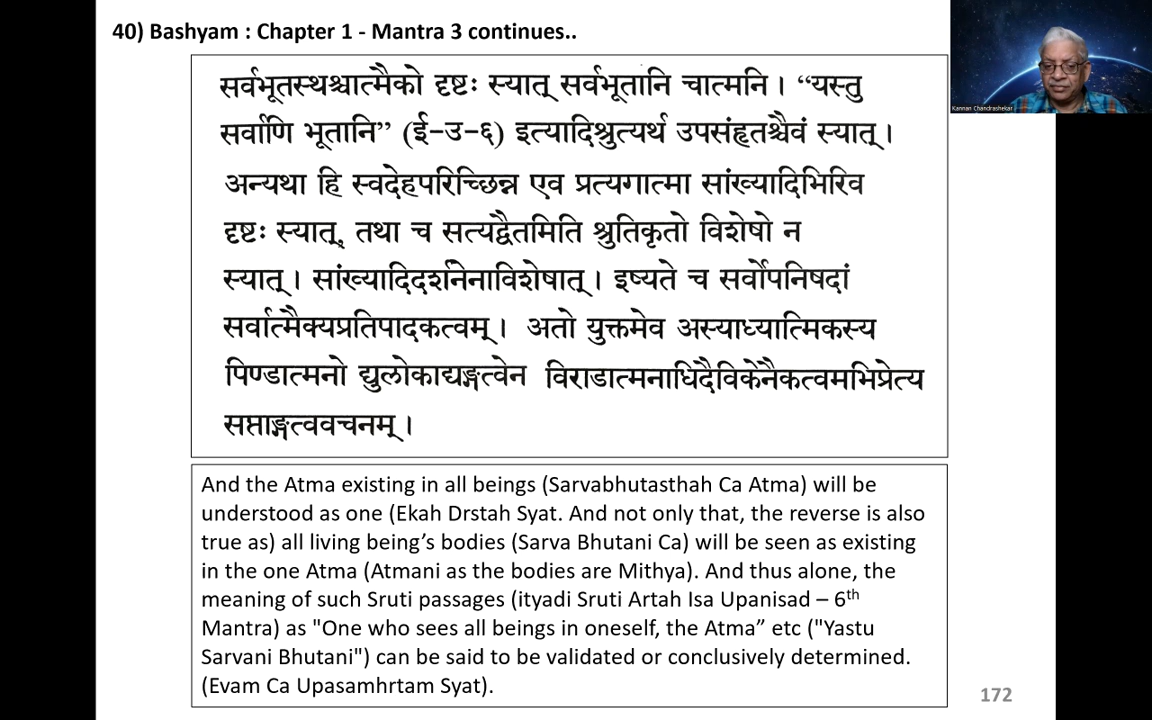 40) Bashyam : Chapter 1 - Mantra 3 continues..
सर्वभूतस्थश्चात्मैको दृष्टः स्यात् सर्वभूतानि चात्मनि । “यस्तु
सर्वाणि भूतानि” (ई-उ-६) इत्यादिश्रुत्यर्थ उपसंहृतश्चैवं स्यात् ।
अन्यथा हि स्वदेहपरिच्छिन्न एव प्रत्यगात्मा सांख्यादिभिरिव
दृष्टः स्यात्, तथा च सत्यद्वैतमिति श्रुतिकृतो विशेषो न
स्यात् । सांख्यादिदर्शनेनाविशेषात् । इष्यते च सर्वोपनिषदां
सर्वात्मैक्यप्रतिपादकत्वम् । अतो युक्तमेव अस्याध्यात्मिकस्य
पिण्डात्मनो द्युलोकाद्यङ्गत्वेन विराडात्मनाधिदैविकेनैकत्वमभिप्रेत्य
सप्ताङ्गत्ववचनम् ।
And the Atma existing in all beings (Sarvabhutasthah Ca Atma) will be
understood as one (Ekah Drstah Syat. And not only that, the reverse is also
true as) all living being’s bodies (Sarva Bhutani Ca) will be seen as existing
in the one Atma (Atmani as the bodies are Mithya). And thus alone, the
meaning of such Sruti passages (ityadi Sruti Artah Isa Upanisad – 6th
Mantra) as "One who sees all beings in oneself, the Atma” etc ("Yastu
Sarvani Bhutani") can be said to be validated or conclusively determined.
(Evam Ca Upasamhrtam Syat).
172
Kannan Chandrashekar